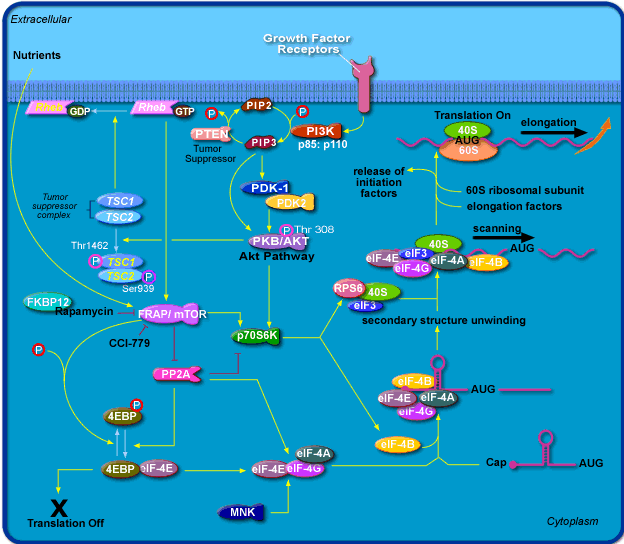 Extracellular
Nutrients
Growth Factor
Receptors
Rheb
GDP
Rheb
GTP
P
PIP2
P
PTEN
Tumor
Suppressor
PIP3
PI3K
p85: p110
Translation On
40S
AUG
60S
elongation
release of
initiation
factors
60S ribosomal subunit
elongation factors
PDK-1
PDK2
Tumor
suppressor
complex
TSC1
TSC2
P
Thr 308
PKB/AKT
Akt Pathway
Thr1462
P
TSC1
TSC2
P
Ser939
40S
scanning
eIF-4E
eIF3
eIF-4G
eIF-4A
eIF-4B
AUG
FKBP12
Rapamycin
FRAP/ mTOR
CCI-779
RPS6
40S
eIF3
secondary structure unwinding
p70S6K
P
PP2A
eIF-4B
eIF-4E
eIF-4A
eIF-4G
AUG
4EBP
P
eIF-4B
4EBP
eIF-4E
eIF-4E
eIF-4A
eIF-4G
Cap
AUG
X
Translation Off
MNK
Cytoplasm